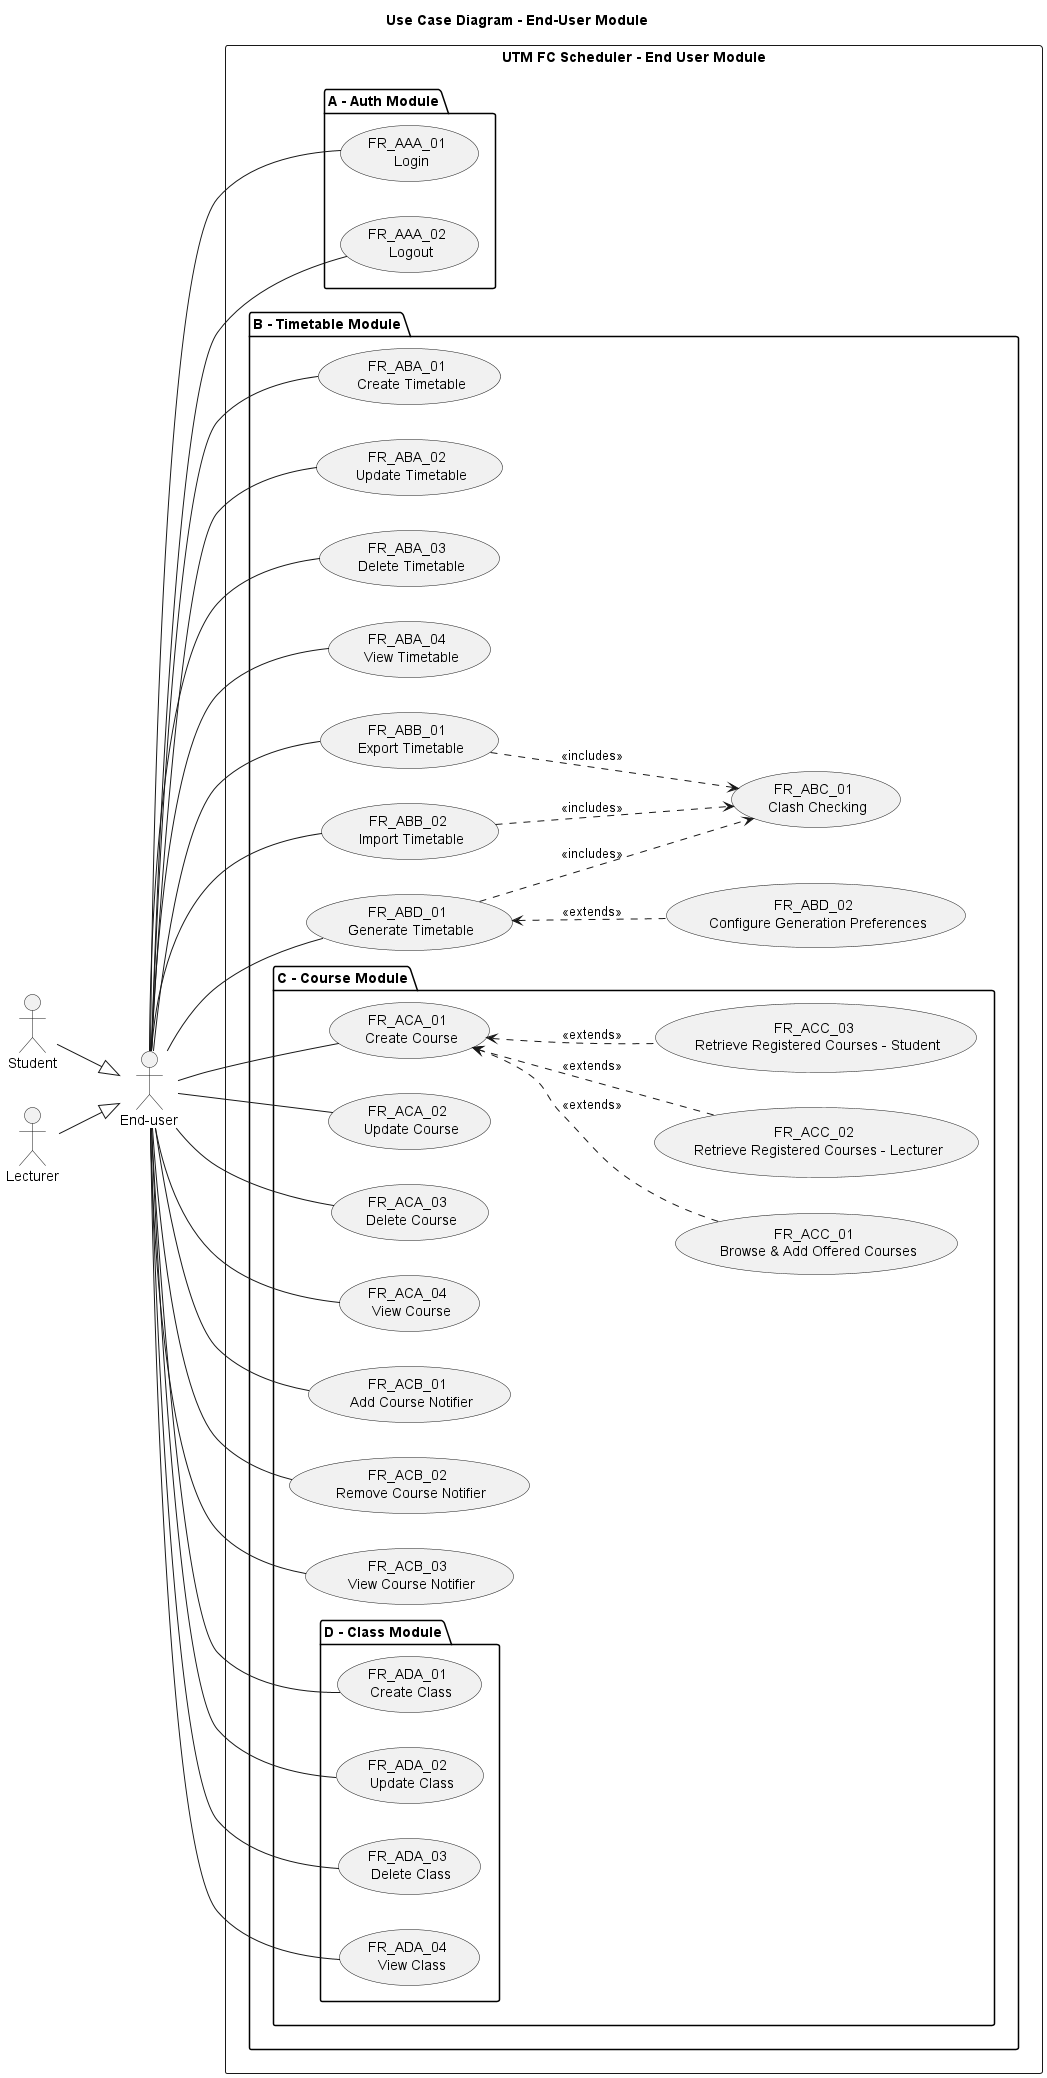 Use Case Diagram - End-User Module
UTM FC Scheduler - End User Module
A - Auth Module
FR_AAA_01
Login
FR_AAA_02
Logout
B - Timetable Module
FR_ABA_01
Create Timetable
FR_ABA_02
Update Timetable
FR_ABA_03
Delete Timetable
FR_ABA_04
View Timetable
FR_ABB_01
Export Timetable
«includes»
FR_ABC_01
Clash Checking
FR_ABB_02
Import Timetable
«includes»
«includes»
FR_ABD_01
Generate Timetable
«extends»
FR_ABD_02
Configure Generation Preferences
C - Course Module
Student
Lecturer
End-user
FR_ACA_01
Create Course
«extends»
FR_ACC_03
Retrieve Registered Courses - Student
«extends»
FR_ACC_02
Retrieve Registered Courses - Lecturer
«extends»
FR_ACC_01
Browse & Add Offered Courses
FR_ACA_02
Update Course
FR_ACA_03
Delete Course
FR_ACA_04
View Course
FR_ACB_01
Add Course Notifier
FR_ACB_02
Remove Course Notifier
FR_ACB_03
View Course Notifier
D - Class Module
FR_ADA_01
Create Class
FR_ADA_02
Update Class
FR_ADA_03
Delete Class
FR_ADA_04
View Class